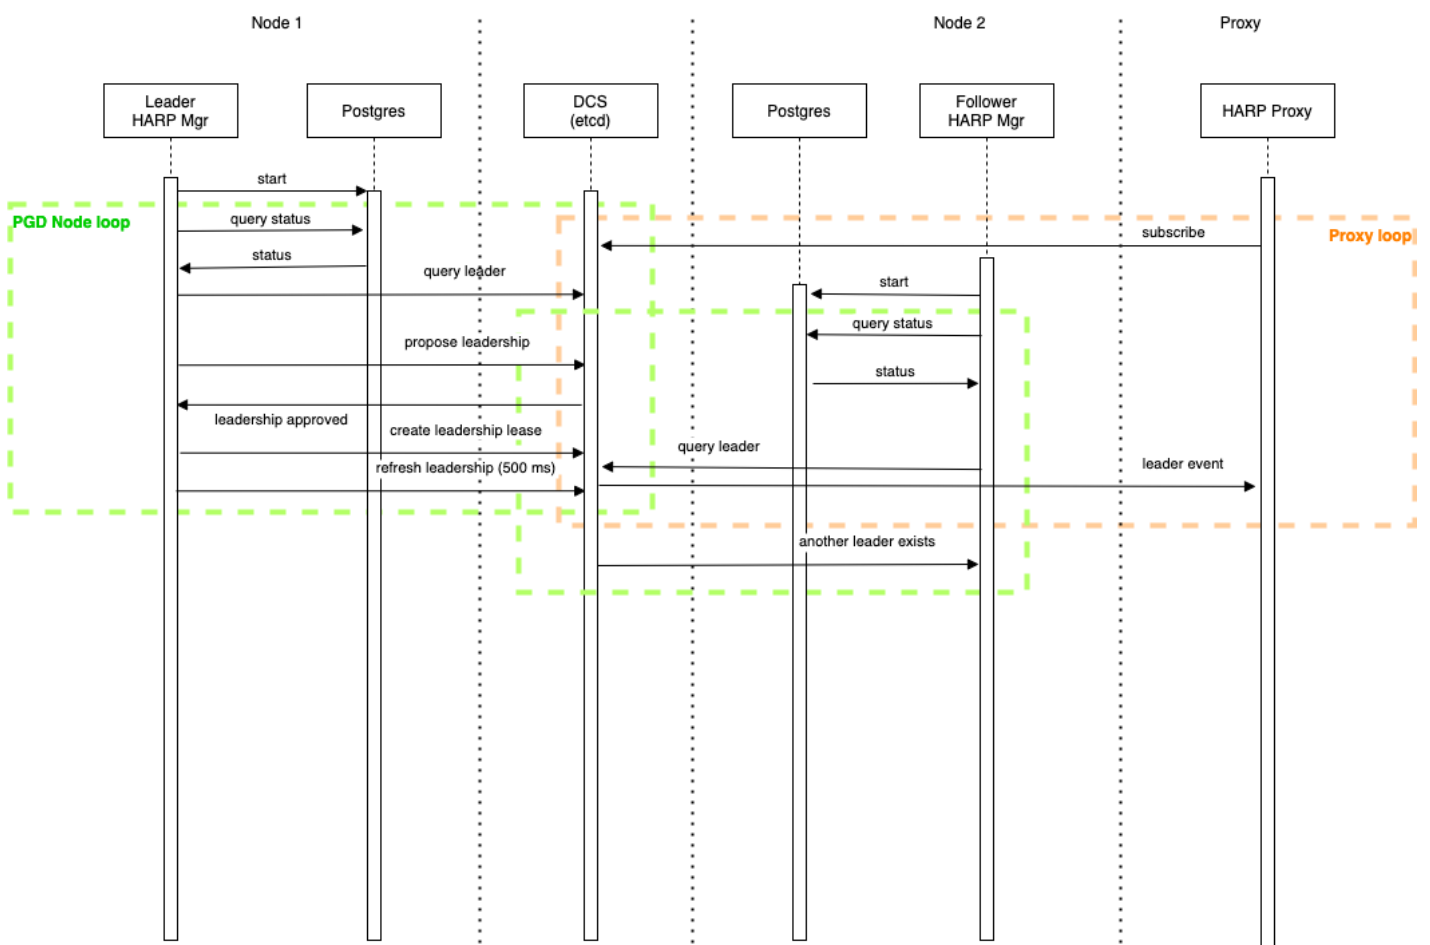 Node 1
Node 2
Proxy
Leader
HARP Mgr
Postgres
DCS
(etcd)
Postgres
Follower
HARP Mgr
HARP Proxy
start
PGD Node loop
query status
subscribe
Proxy loop
status
query leader
start
query status
propose leadership
status
leadership approved
create leadership lease
query leader
refresh leadership (500 ms)
leader event
another leader exists